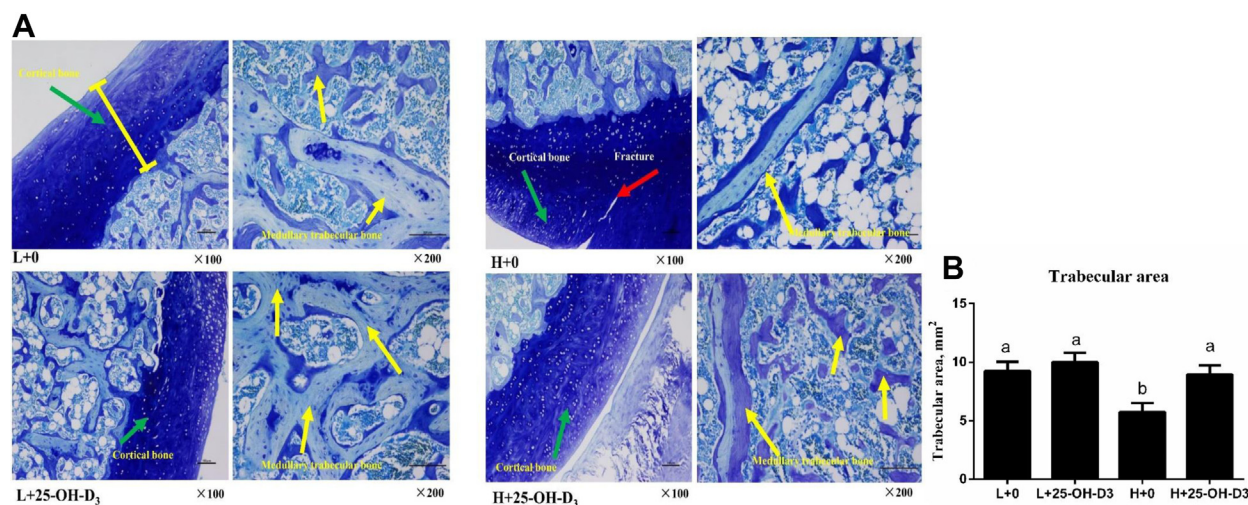 A
Cortical bone
Medullary trabecular bone
L+0
×100
×200
Cortical bone
Fracture
Medullary trabecular bone
H+0
×100
×200
Cortical bone
Medullary trabecular bone
L+25-OH-D3
×100
×200
Cortical bone
Medullary trabecular bone
H+25-OH-D3
×100
×200
B
Trabecular area
Trabecular area, mm²
15
10
5
0
a
a
b
a
L+0
L+25-OH-D3
H+0
H+25-OH-D3